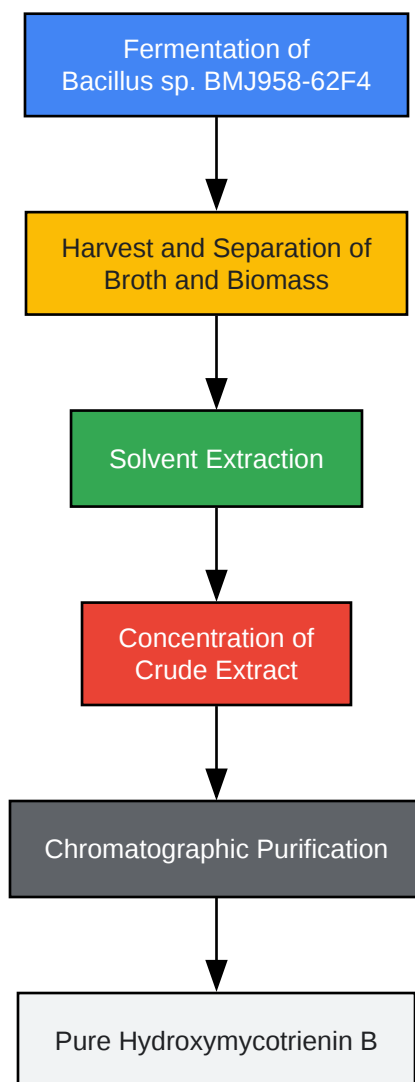 Fermentation of
Bacillus sp. BMJ958-62F4
Harvest and Separation of
Broth and Biomass
Solvent Extraction
Concentration of
Crude Extract
Chromatographic Purification
Pure Hydroxymycotrienin B